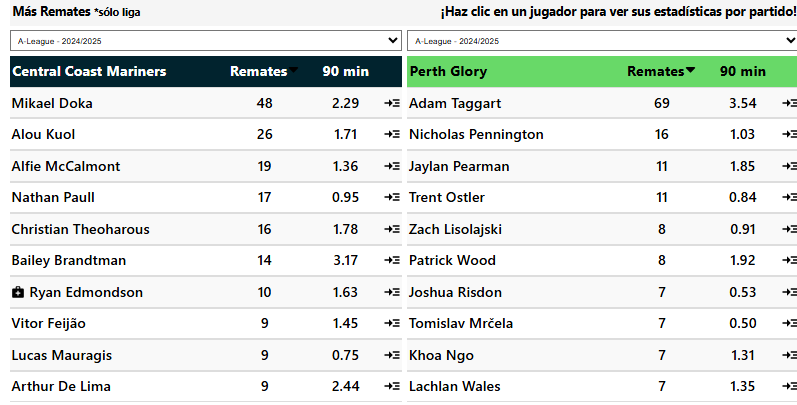 Más Remates *sólo liga
¡Haz clic en un jugador para ver sus estadísticas por partido!
A-League - 2024/2025
A-League - 2024/2025
Central Coast Mariners Remates 90 min
Mikael Doka 48 2.29
Alou Kuol 26 1.71
Alfie McCalmont 19 1.36
Nathan Paull 17 0.95
Christian Theoharous 16 1.78
Bailey Brandtman 14 3.17
Ryan Edmondson 10 1.63
Vitor Feijão 9 1.45
Lucas Mauragis 9 0.75
Arthur De Lima 9 2.44
Perth Glory Remates 90 min
Adam Taggart 69 3.54
Nicholas Pennington 16 1.03
Jaylan Pearman 11 1.85
Trent Ostler 11 0.84
Zach Lisolajski 8 0.91
Patrick Wood 8 1.92
Joshua Risdon 7 0.53
Tomislav Mrčela 7 0.50
Khoa Ngo 7 1.31
Lachlan Wales 7 1.35